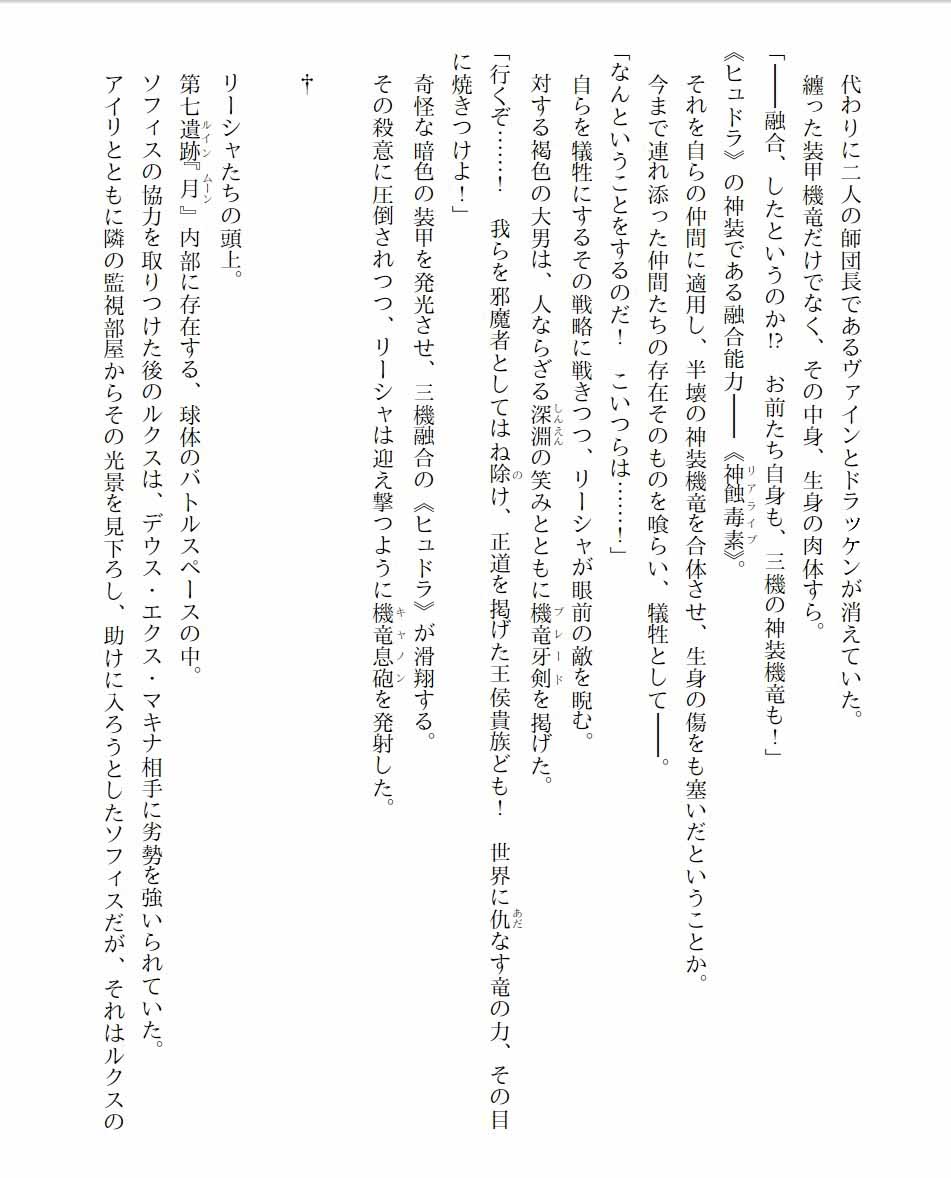 代わりに二人の師団長であるヴァインとドラッケンが消えていた。
纏った装甲機竜だけでなく、その中身、生身の肉体すら。
「――融合、したというのか!?　お前たち自身も、三機の神装機竜も！」
《ヒュドラ》の神装である融合能力――《神蝕毒素》。
リアライブ
それを自らの仲間に適用し、半壊の神装機竜を合体させ、生身の傷をも塞いだということか。
今まで連れ添った仲間たちの存在そのものを喰らい、犠牲として――。
「なんということをするのだ！　こいつらは……！」
自らを犠牲にするその戦略に戦きつつ、リーシャが眼前の敵を睨む。
対する褐色の大男は、人ならざる深淵の笑みとともに機竜牙剣を掲げた。
しんえん
ブレード
「行くぞ……！　我らを邪魔者としてはね除け、正道を掲げた王侯貴族ども！　世界に仇なす竜の力、その目
の
あだ
に焼きつけよ！」
奇怪な暗色の装甲を発光させ、三機融合の《ヒュドラ》が滑翔する。
その殺意に圧倒されつつ、リーシャは迎え撃つように機竜息砲を発射した。
キャノン
†
リーシャたちの頭上。
第七遺跡『月』内部に存在する、球体のバトルスペースの中。
ルイン
ムーン
ソフィスの協力を取りつけた後のルクスは、デウス・エクス・マキナ相手に劣勢を強いられていた。
アイリとともに隣の監視部屋からその光景を見下ろし、助けに入ろうとしたソフィスだが、それはルクスの